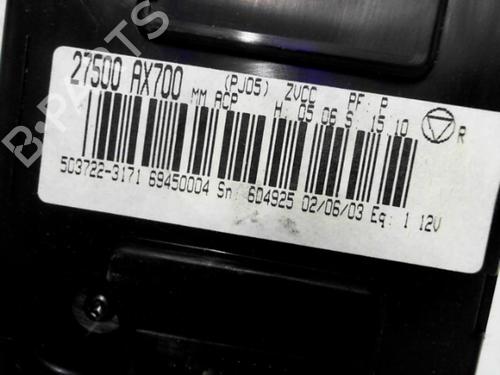 B-PARTS
27500 AX700 (PJ05) ZVCC PF: P
MM ACP H: 05.06 S: 15.10
R
503722-3171 69450004 Sn: 604925 02/06/03 Eq: 1 12V